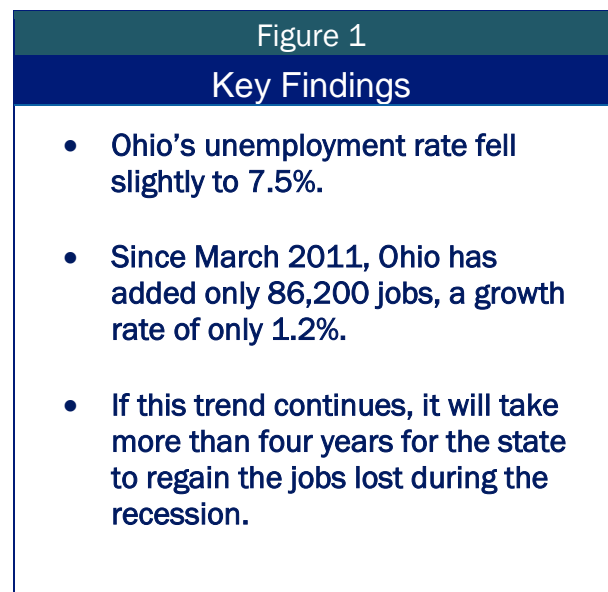 Figure 1
Key Findings
• Ohio’s unemployment rate fell
slightly to 7.5%.
• Since March 2011, Ohio has
added only 86,200 jobs, a growth
rate of only 1.2%.
• If this trend continues, it will take
more than four years for the state
to regain the jobs lost during the
recession.